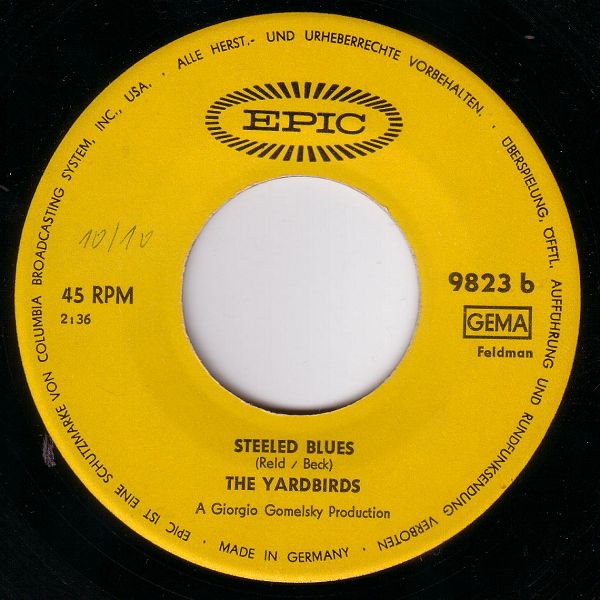 EPIC IST EINE SCHUTZMARKE VON COLUMBIA BROADCASTING SYSTEM, INC., USA. · ALLE HERST.- UND URHEBERRECHTE VORBEHALTEN. · ÜBERSPIELUNG, ÖFFTL. AUFFÜHRUNG UND RUNDFUNKSENDUNG VERBOTEN · MADE IN GERMANY ·
EPIC
10/10
45 RPM
2:36
9823 b
GEMA
Feldman
STEELED BLUES
(Reld / Beck)
THE YARDBIRDS
A Giorgio Gomelsky Production